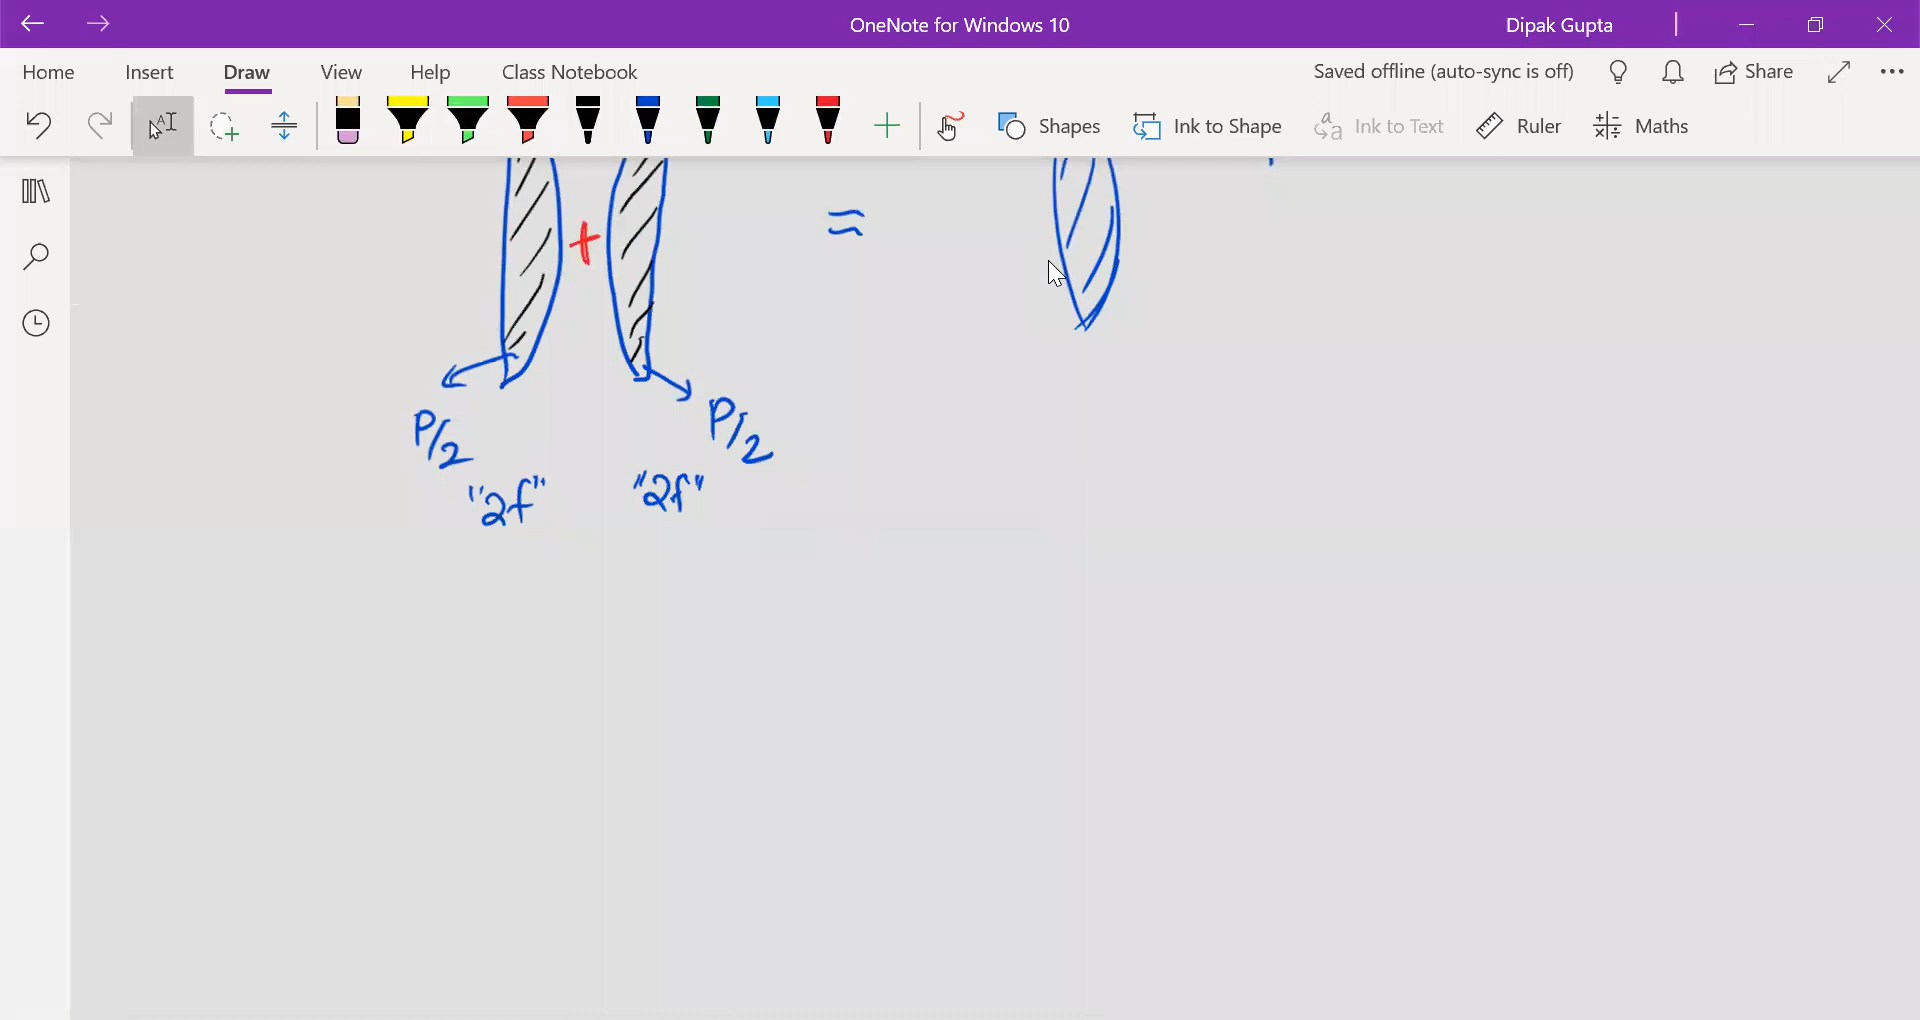 OneNote for Windows 10
Dipak Gupta
Home Insert Draw View Help Class Notebook
Saved offline (auto-sync is off) Share
Shapes Ink to Shape Ink to Text Ruler Maths
+ ≈
P/2 P/2
"2f" "2f"